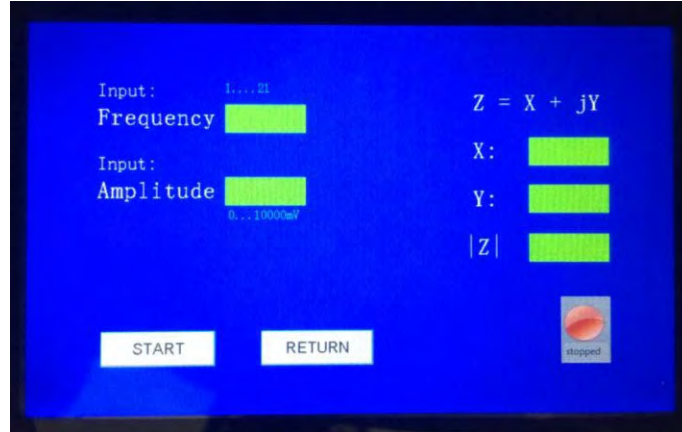 Input:
1....21
Frequency
Input:
Amplitude
0...10000mV
Z = X + jY
X:
Y:
|Z|
START
RETURN
stopped